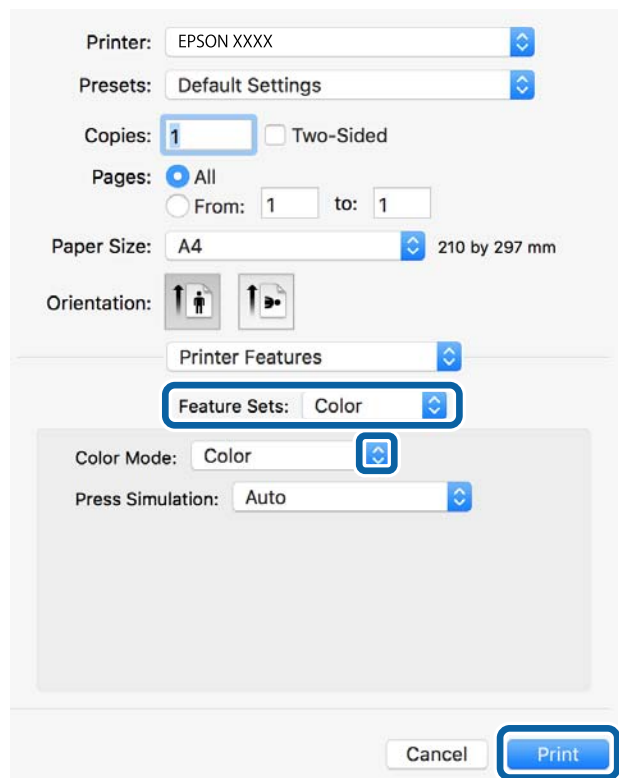 Printer: EPSON XXXX
Presets: Default Settings
Copies: 1 Two-Sided
Pages: All
From: 1 to: 1
Paper Size: A4 210 by 297 mm
Orientation:
Printer Features
Feature Sets: Color
Color Mode: Color
Press Simulation: Auto
Cancel Print